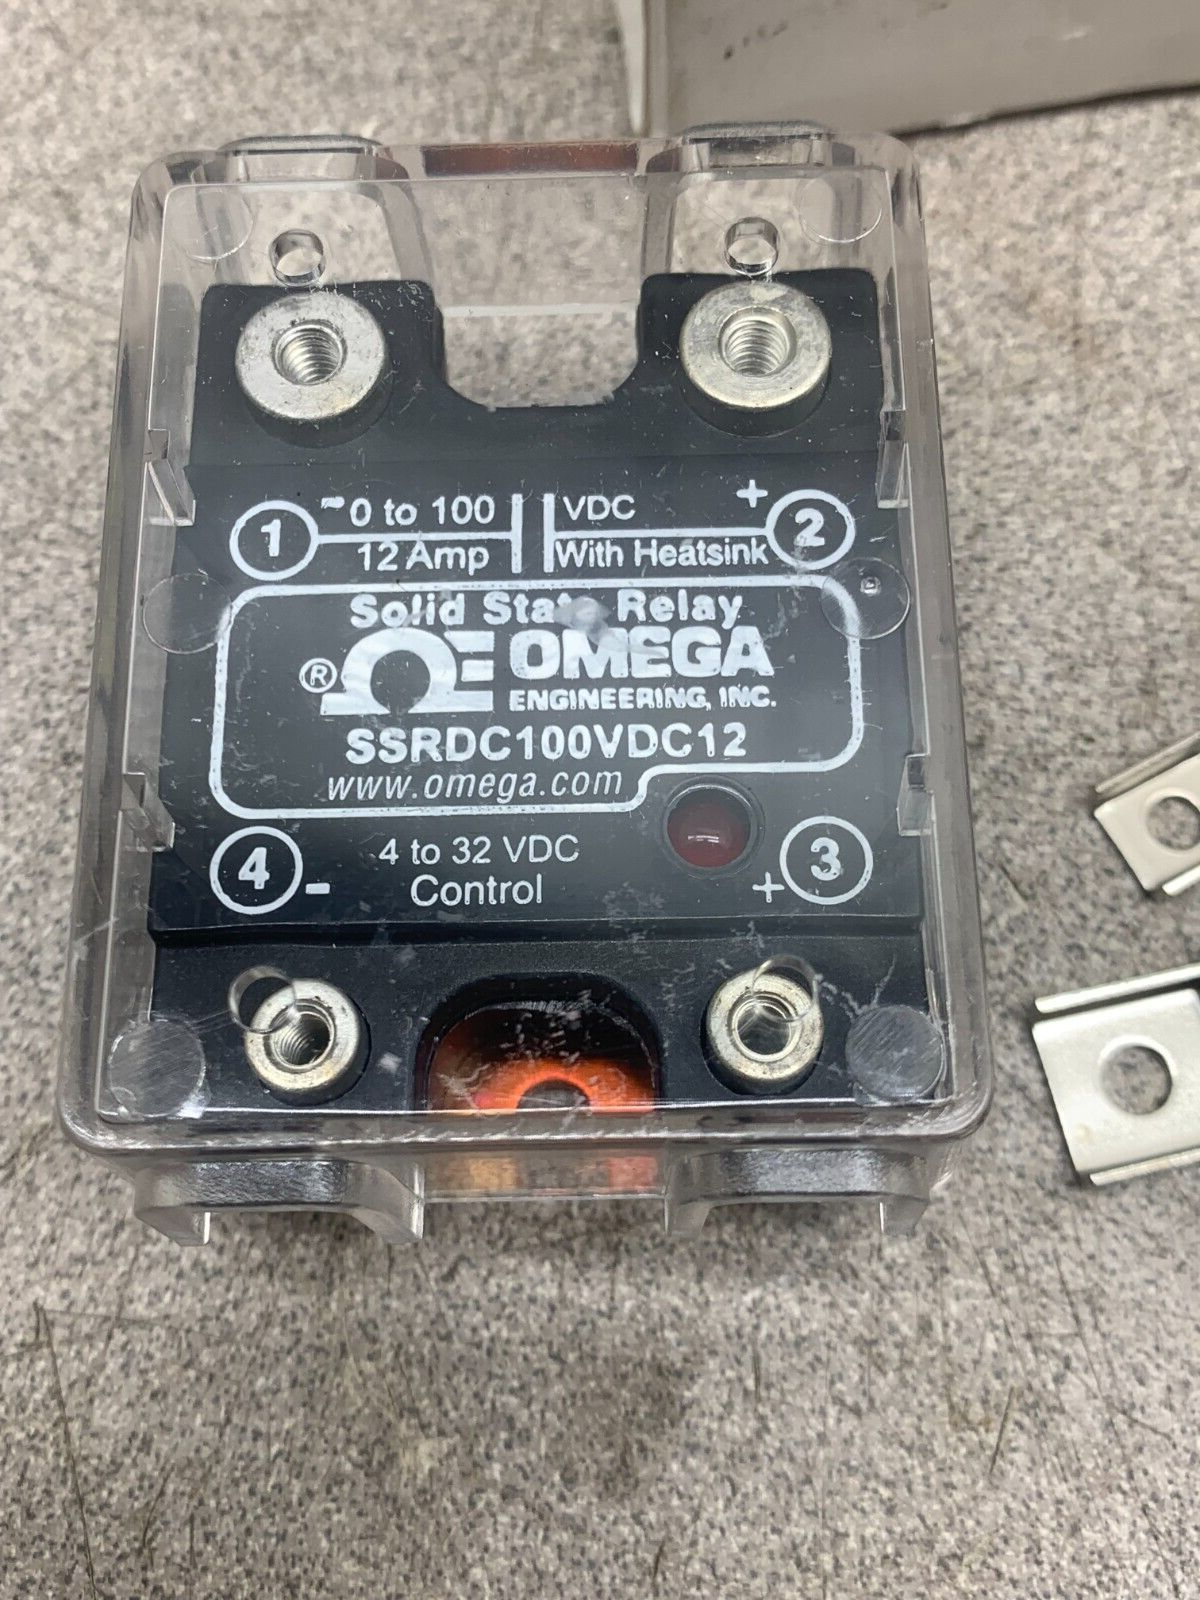 1 - 0 to 100 VDC + 2
12 Amp With Heatsink
Solid State Relay
® OMEGA
ENGINEERING, INC.
SSRDC100VDC12
www.omega.com
4 - 4 to 32 VDC + 3
Control